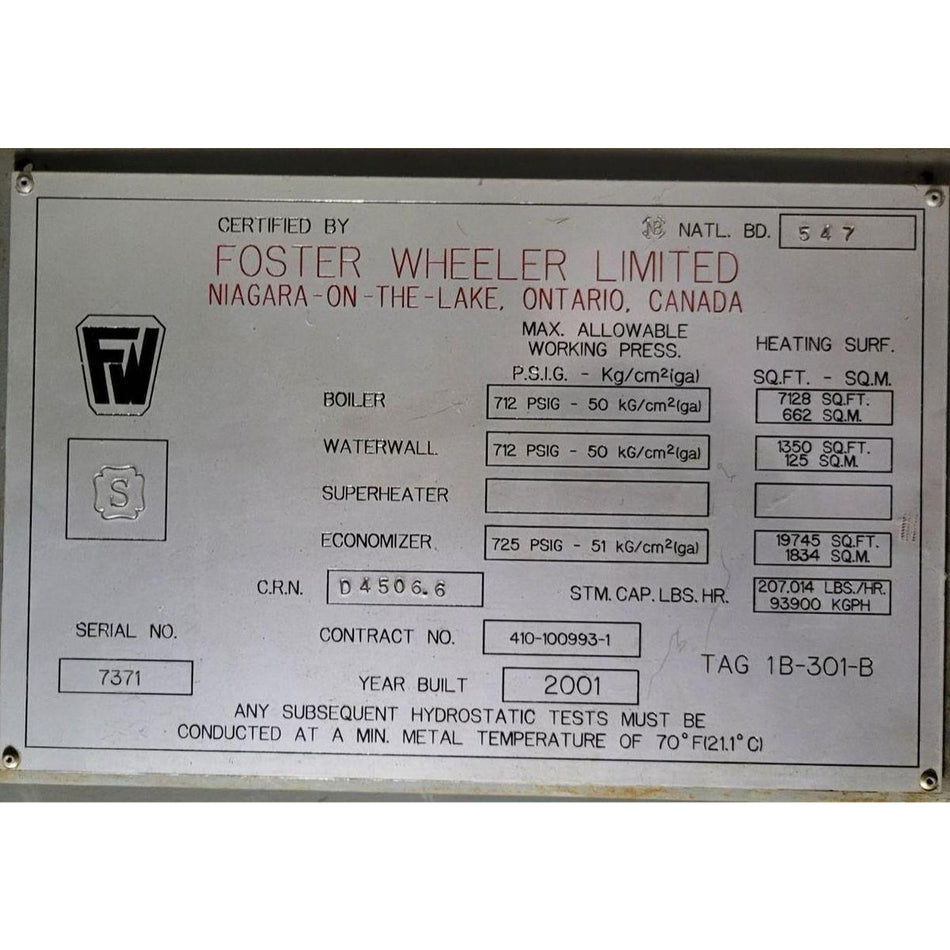 CERTIFIED BY
NB NATL. BD. 547
FOSTER WHEELER LIMITED
NIAGARA-ON-THE-LAKE, ONTARIO, CANADA
FW
MAX. ALLOWABLE
WORKING PRESS.
HEATING SURF.
P.S.I.G. - Kg/cm²(ga)
SQ.FT. - SQ.M.
BOILER 712 PSIG - 50 kG/cm²(ga) 7128 SQ.FT.
662 SQ.M.
WATERWALL 712 PSIG - 50 kG/cm²(ga) 1350 SQ.FT.
125 SQ.M.
S
SUPERHEATER
ECONOMIZER 725 PSIG - 51 kG/cm²(ga) 19745 SQ.FT.
1834 SQ.M.
C.R.N. D4506.6 STM. CAP. LBS. HR. 207,014 LBS./HR.
93900 KGPH
SERIAL NO. CONTRACT NO. 410-100993-1
7371 YEAR BUILT 2001 TAG 1B-301-B
ANY SUBSEQUENT HYDROSTATIC TESTS MUST BE
CONDUCTED AT A MIN. METAL TEMPERATURE OF 70°F(21.1°C)